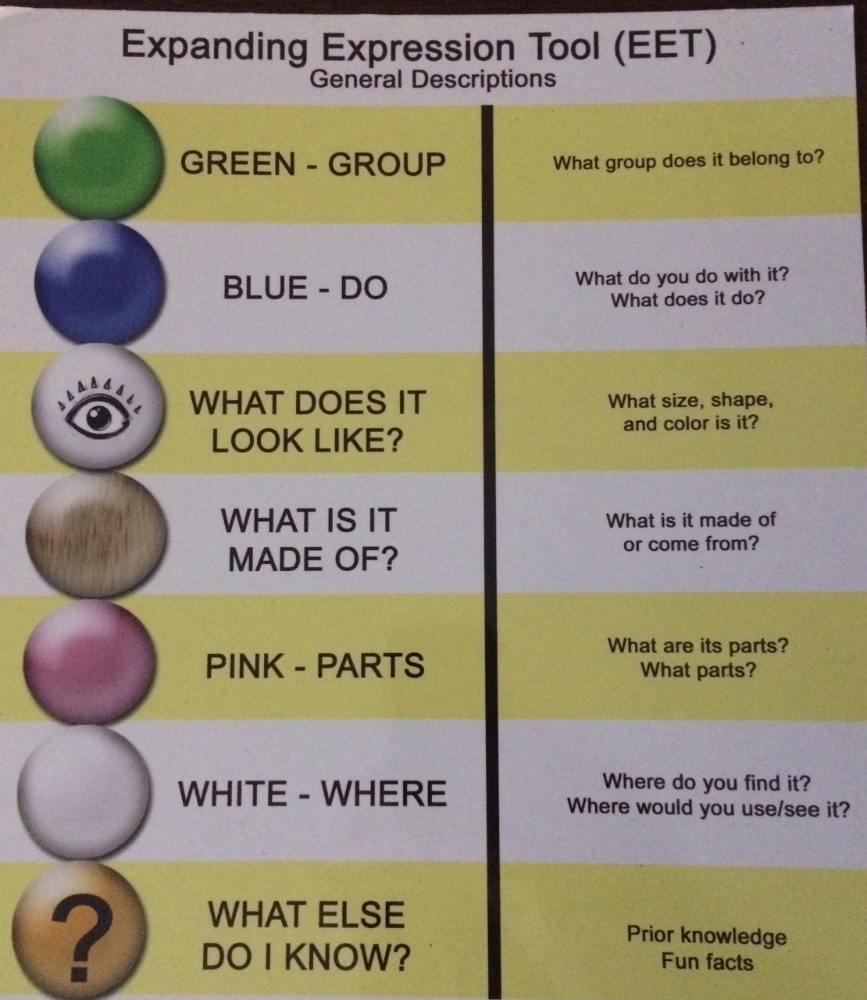 Expanding Expression Tool (EET)
General Descriptions
GREEN - GROUP
What group does it belong to?
BLUE - DO
What do you do with it?
What does it do?
WHAT DOES IT
LOOK LIKE?
What size, shape,
and color is it?
WHAT IS IT
MADE OF?
What is it made of
or come from?
PINK - PARTS
What are its parts?
What parts?
WHITE - WHERE
Where do you find it?
Where would you use/see it?
?
WHAT ELSE
DO I KNOW?
Prior knowledge
Fun facts